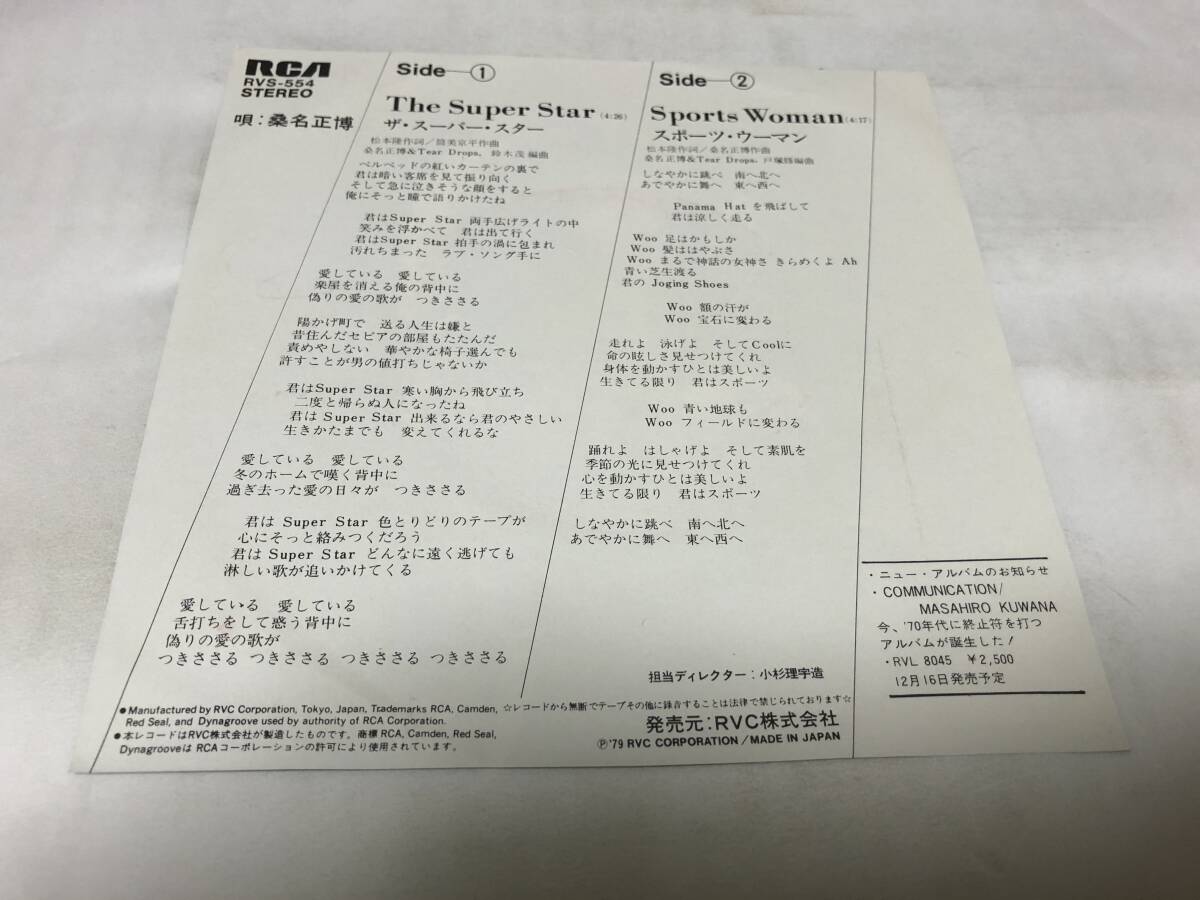 RCA
RVS-554
STEREO
唄：桑名正博
Side—①
The Super Star (4:26)
ザ・スーパー・スター
松本隆作詞／筒美京平作曲
桑名正博&Tear Drops, 鈴木茂編曲
ベルベッドの紅いカーテンの裏で
君は暗い客席を見て振り向く
そして急に泣きそうな顔をすると
俺にそっと瞳で語りかけたね
君はSuper Star 両手広げライトの中
笑みを浮かべて 君は出て行く
君はSuper Star 拍手の渦に包まれ
汚れちまった ラブ・ソング手に
愛している 愛している
楽屋を消える俺の背中に
偽りの愛の歌が つきささる
陽かげ町で 送る人生は嫌と
昔住んだセピアの部屋もたたんだ
責めやしない 華やかな椅子選んでも
許すことが男の値打ちじゃないか
君はSuper Star 寒い胸から飛び立ち
二度と帰らぬ人になったね
君は Super Star 出来るなら君のやさしい
生きかたまでも 変えてくれるな
愛している 愛している
冬のホームで嘆く背中に
過ぎ去った愛の日々が つきささる
君は Super Star 色とりどりのテープが
心にそっと絡みつくだろう
君は Super Star どんなに遠く逃げても
淋しい歌が追いかけてくる
愛している 愛している
舌打ちをして惑う背中に
偽りの愛の歌が
つきささる つきささる つきささる つきささる
Side—②
Sports Woman (4:17)
スポーツ・ウーマン
松本隆作詞／桑名正博作曲
桑名正博&Tear Drops, 戸塚修編曲
しなやかに跳べ 南へ北へ
あでやかに舞へ 東へ西へ
Panama Hat を飛ばして
君は涼しく走る
Woo 足はかもしか
Woo 髪ははやぶさ
Woo まるで神話の女神さ きらめくよ Ah
青い芝生渡る
君の Joging Shoes
Woo 額の汗が
Woo 宝石に変わる
走れよ 泳げよ そしてCoolに
命の眩しさ見せつけてくれ
身体を動かすひとは美しいよ
生きてる限り 君はスポーツ
Woo 青い地球も
Woo フィールドに変わる
踊れよ はしゃげよ そして素肌を
季節の光に見せつけてくれ
心を動かすひとは美しいよ
生きてる限り 君はスポーツ
しなやかに跳べ 南へ北へ
あでやかに舞へ 東へ西へ
担当ディレクター：小杉理宇造
・ニュー・アルバムのお知らせ
・COMMUNICATION/
MASAHIRO KUWANA
今、'70年代に終止符を打つ
アルバムが誕生した！
・RVL 8045 ￥2,500
12月16日発売予定
●Manufactured by RVC Corporation, Tokyo, Japan, Trademarks RCA, Camden,
Red Seal, and Dynagroove used by authority of RCA Corporation.
●本レコードはRVC株式会社が製造したものです。商標RCA, Camden, Red Seal,
DynagrooveはRCAコーポレーションの許可により使用されています。
☆レコードから無断でテープその他に録音することは法律で禁じられております☆
発売元：RVC株式会社
Ⓟ'79 RVC CORPORATION／MADE IN JAPAN